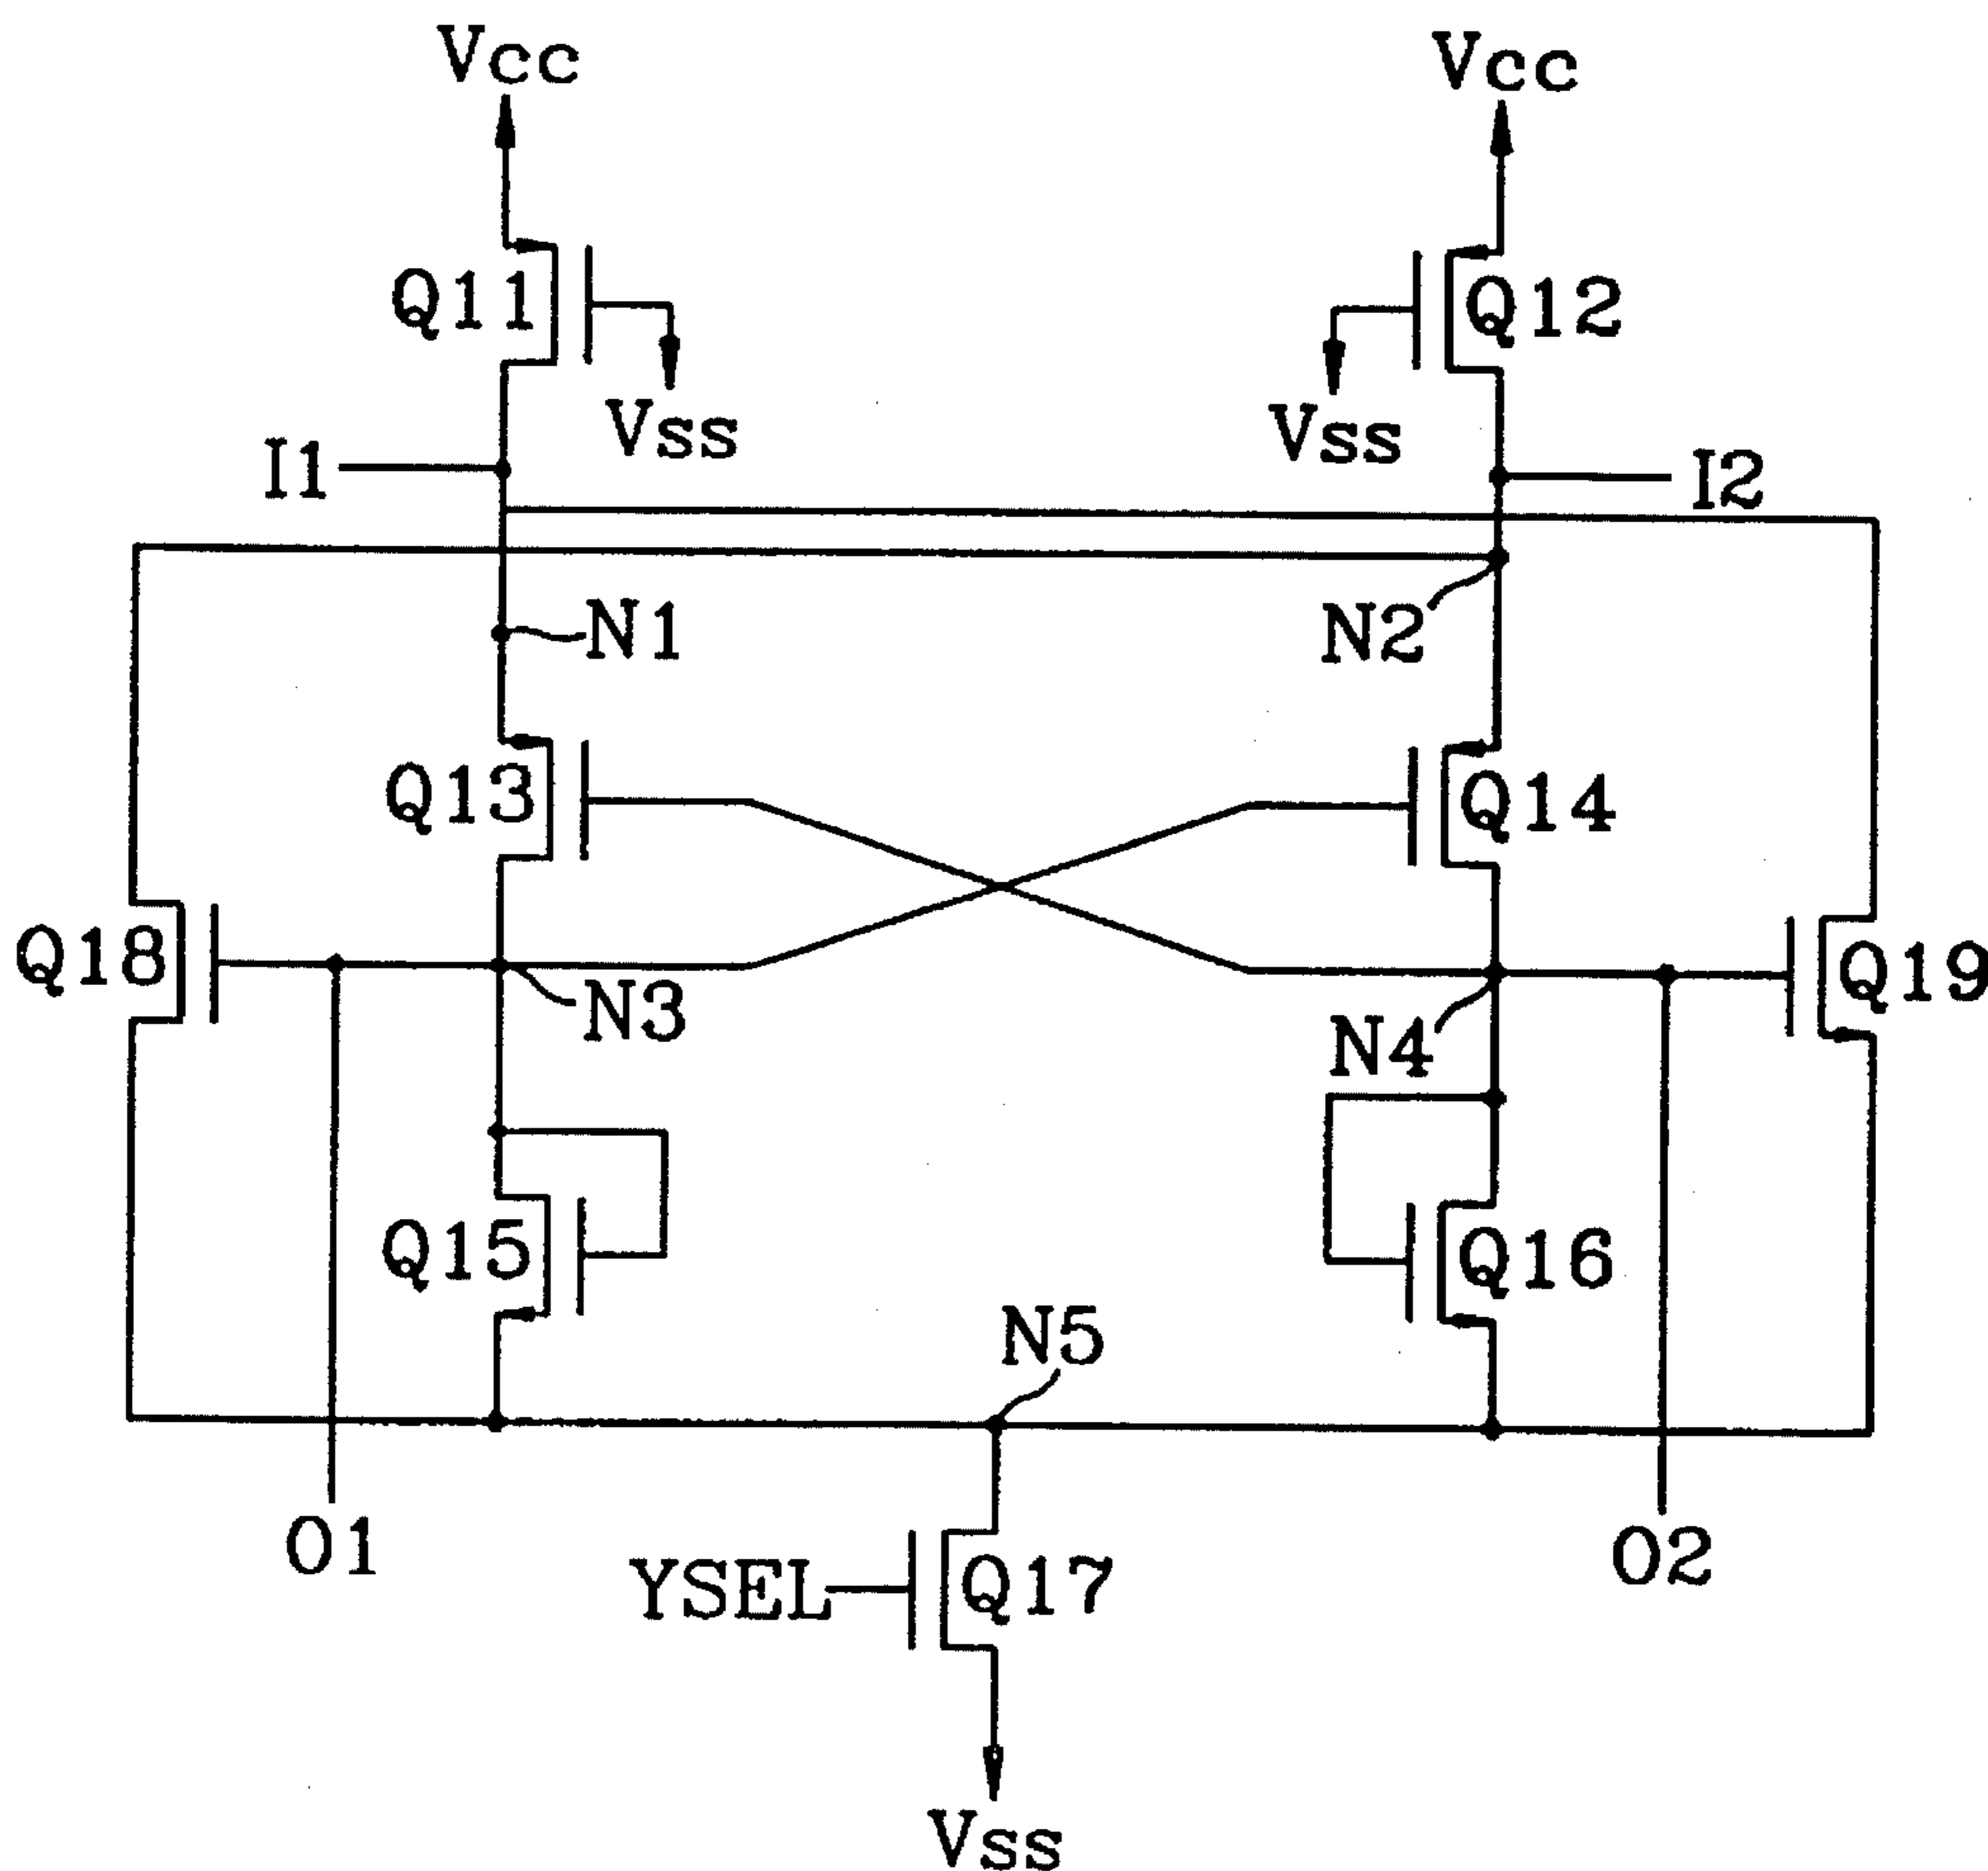 Vcc
Vcc
Q11
Q12
Vss
Vss
I1
I2
N1
N2
Q13
Q14
Q18
Q19
N3
N4
Q15
Q16
N5
O1
O2
YSEL
Q17
Vss